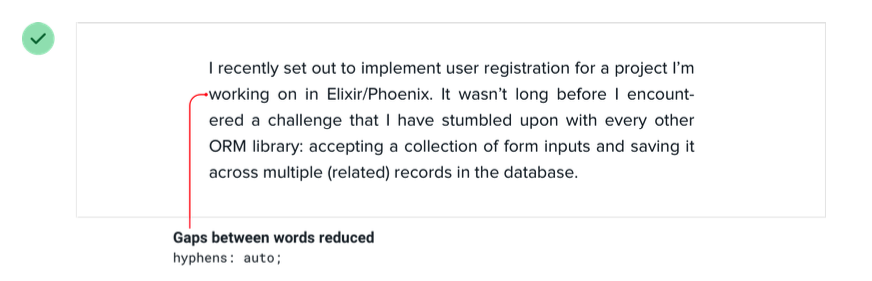 I recently set out to implement user registration for a project I’m
working on in Elixir/Phoenix. It wasn’t long before I encount-
ered a challenge that I have stumbled upon with every other
ORM library: accepting a collection of form inputs and saving it
across multiple (related) records in the database.
Gaps between words reduced
hyphens: auto;